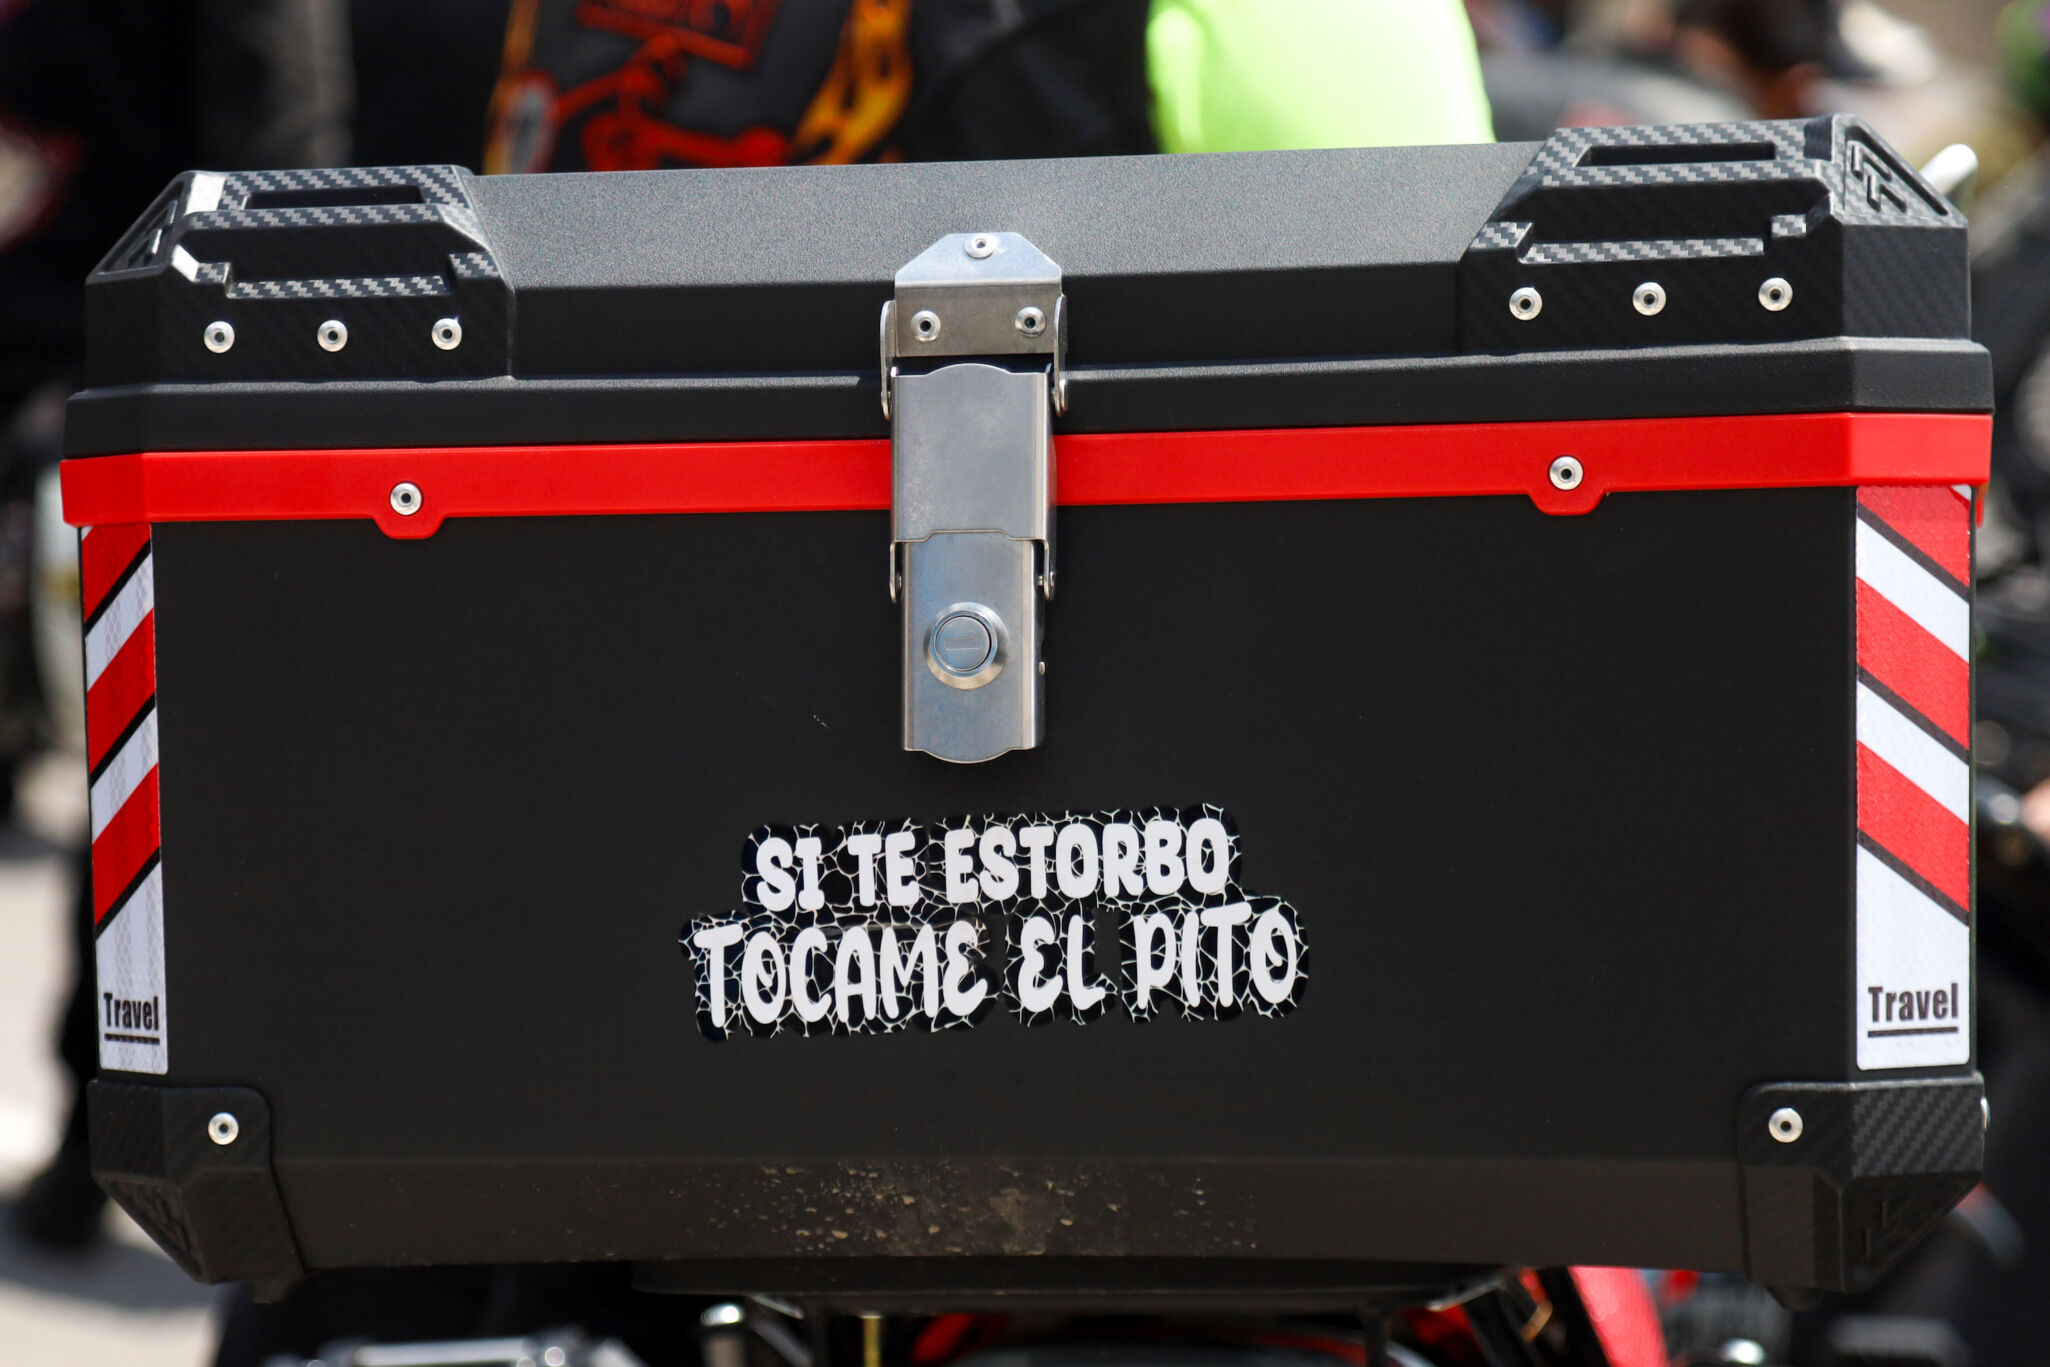 SI TE ESTORBO
TOCAME EL PITO
Travel
Travel